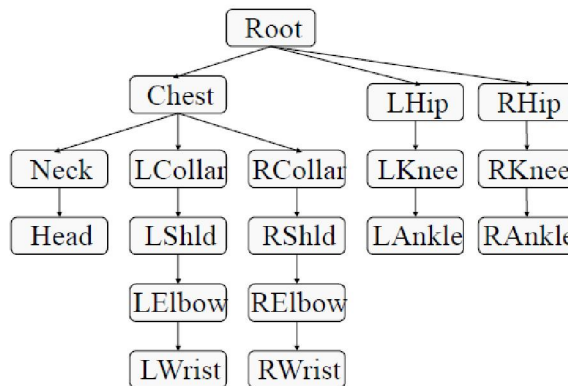 Root
Chest
LHip
RHip
Neck
LCollar
RCollar
LKnee
RKnee
Head
LShld
RShld
LAnkle
RAnkle
LElbow
RElbow
LWrist
RWrist